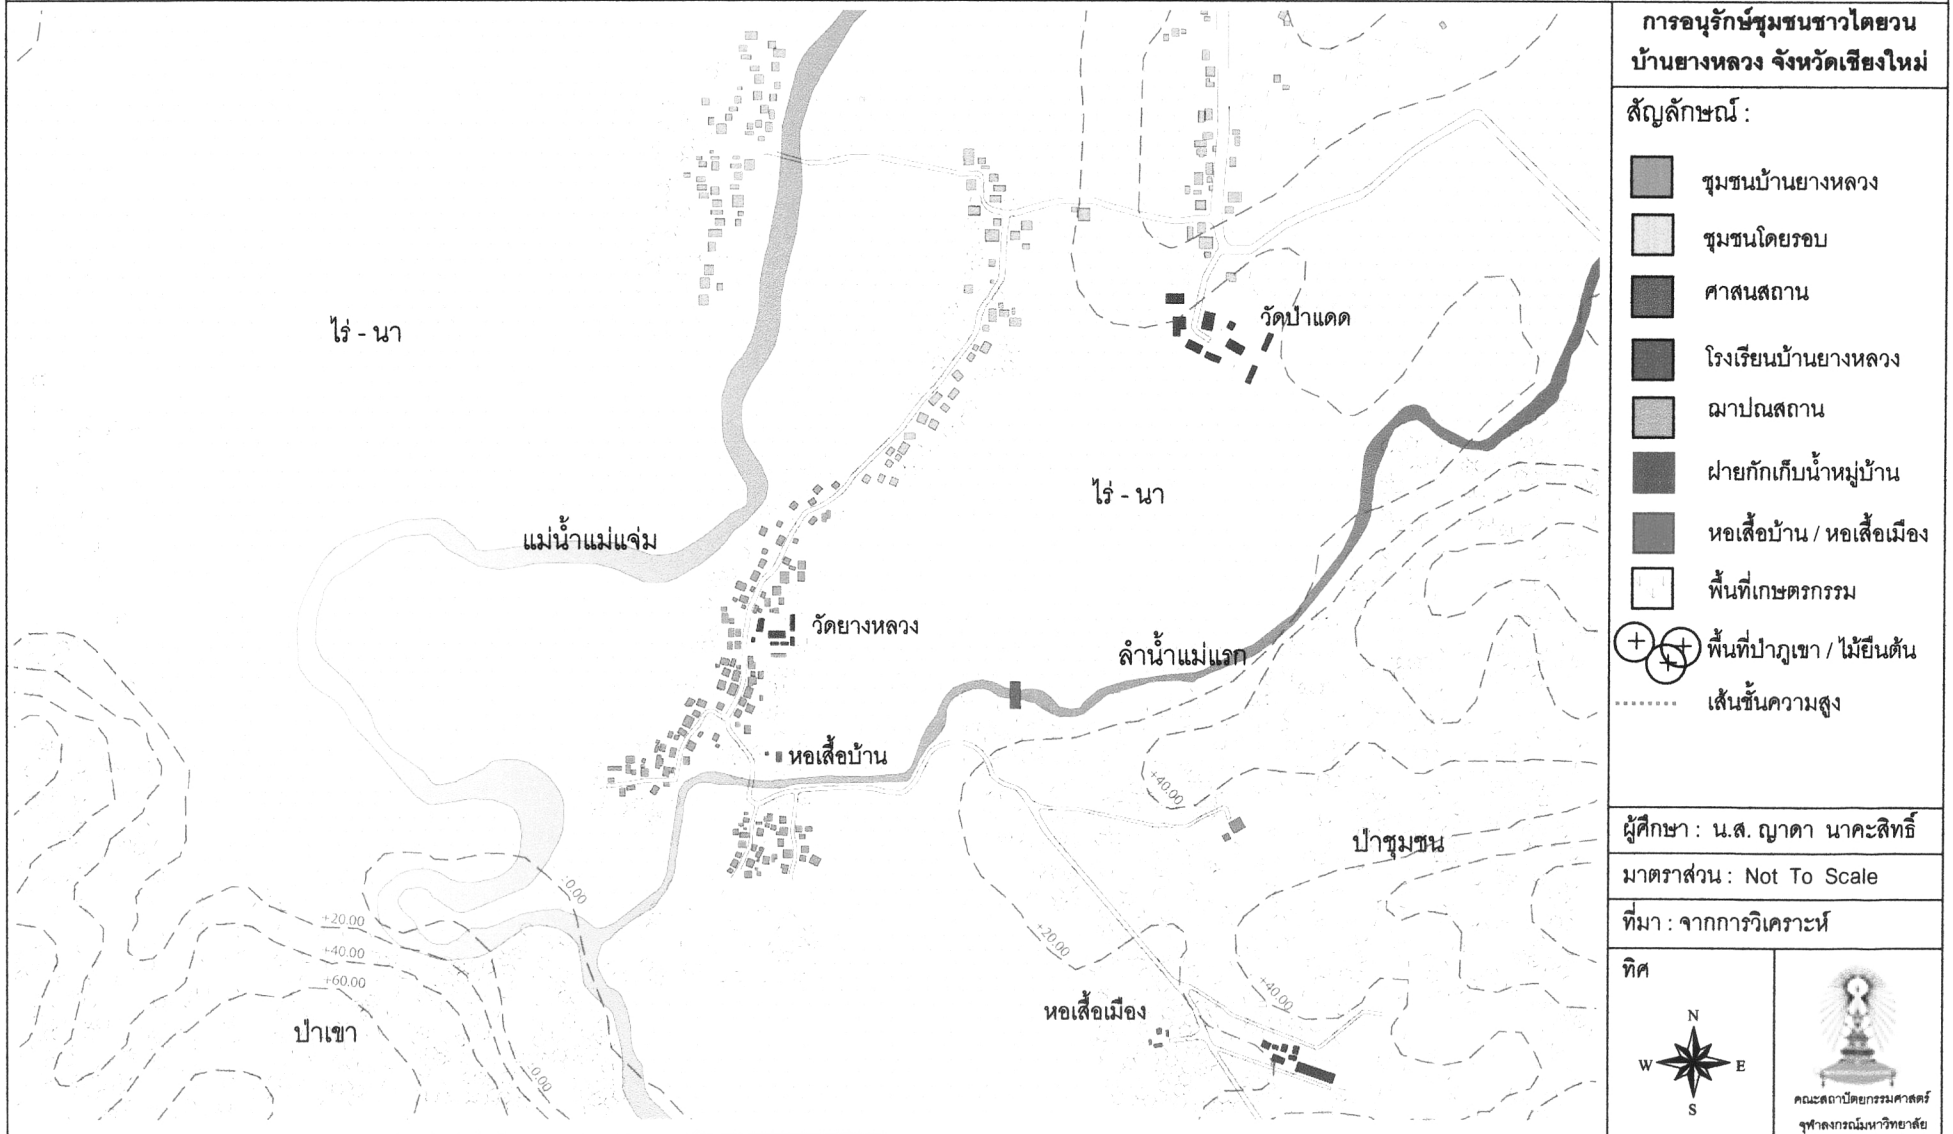 การอนุรักษ์ชุมชนชาวไตยวน
บ้านยางหลวง จังหวัดเชียงใหม่
สัญลักษณ์ :
ชุมชนบ้านยางหลวง
ชุมชนโดยรอบ
ศาสนสถาน
โรงเรียนบ้านยางหลวง
ฌาปณสถาน
ฝายกักเก็บน้ำหมู่บ้าน
หอเสื้อบ้าน / หอเสื้อเมือง
พื้นที่เกษตรกรรม
พื้นที่ป่าภูเขา / ไม้ยืนต้น
เส้นชั้นความสูง
ผู้ศึกษา : น.ส. ญาดา นาคะสิทธิ์
มาตราส่วน : Not To Scale
ที่มา : จากการวิเคราะห์
ทิศ
N
W E
S
คณะสถาปัตยกรรมศาสตร์
จุฬาลงกรณ์มหาวิทยาลัย
ไร่ - นา
วัดป่าแดด
ไร่ - นา
แม่น้ำแม่แจ่ม
วัดยางหลวง
ลำน้ำแม่แรก
หอเสื้อบ้าน
+40.00
ป่าชุมชน
+20.00
+40.00
+60.00
+20.00
+40.00
หอเสื้อเมือง
ป่าเขา